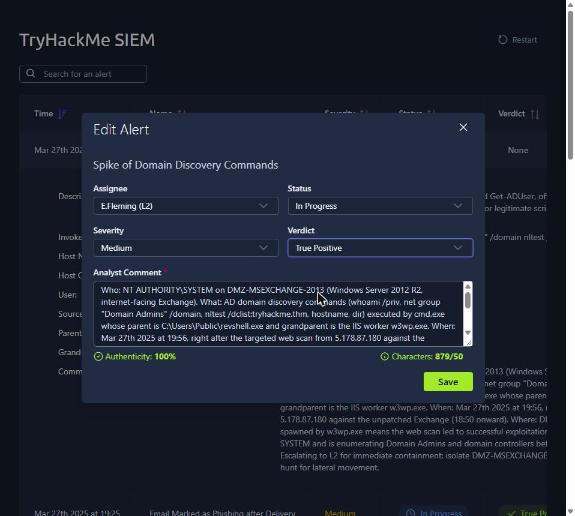 TryHackMe SIEM
Restart
Search for an alert
Time
Severity
Status
Verdict
Mar 27th 202
None
Edit Alert
Spike of Domain Discovery Commands
Assignee
Status
E.Fleming (L2)
In Progress
Severity
Verdict
Medium
True Positive
Analyst Comment *
Who: NT AUTHORITY\SYSTEM on DMZ-MSEXCHANGE-2013 (Windows Server 2012 R2,
internet-facing Exchange). What: AD domain discovery commands (whoami /priv, net group
"Domain Admins" /domain, nltest /dclist:tryhackme.thm, hostname, dir) executed by cmd.exe
whose parent is C:\Users\Public\revshell.exe and grandparent is the IIS worker w3wp.exe. When:
Mar 27th 2025 at 19:56, right after the targeted web scan from 5.178.87.180 against the
Authenticity: 100%
Characters: 879/50
Save
Descri
d Get-ADUser, of
or legitimate scri
Invoke
" /domain nltest
Host N
Host O
User:
Source
Parent
Grand
Comm
2013 (Windows S
net group "Doma
exe whose paren
grandparent is the IIS worker w3wp.exe. When: Mar 27th 2025 at 19:56, r
5.178.87.180 against the unpatched Exchange (18:50 onward). Where: DM
spawned by w3wp.exe means the web scan led to successful exploitation
SYSTEM and is enumerating Domain Admins and domain controllers bef
Escalating to L2 for immediate containment: isolate DMZ-MSEXCHANGE
hunt for lateral movement.
Mar 27th 2025 at 19:25
Email Marked as Phishing after Delivery
Medium
In Progress
True Po